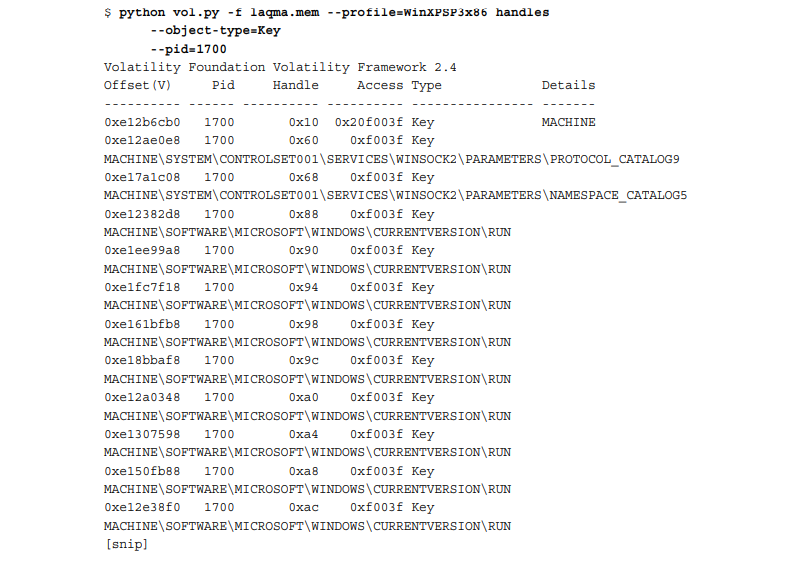 $ python vol.py -f laqma.mem --profile=WinXPSP3x86 handles
--object-type=Key
--pid=1700
Volatility Foundation Volatility Framework 2.4
Offset(V) Pid Handle Access Type Details
---------- ------ ---------- ---------- ---------------- -------
0xe12b6cb0 1700 0x10 0x20f003f Key MACHINE
0xe12ae0e8 1700 0x60 0xf003f Key
MACHINE\SYSTEM\CONTROLSET001\SERVICES\WINSOCK2\PARAMETERS\PROTOCOL_CATALOG9
0xe17a1c08 1700 0x68 0xf003f Key
MACHINE\SYSTEM\CONTROLSET001\SERVICES\WINSOCK2\PARAMETERS\NAMESPACE_CATALOG5
0xe12382d8 1700 0x88 0xf003f Key
MACHINE\SOFTWARE\MICROSOFT\WINDOWS\CURRENTVERSION\RUN
0xe1ee99a8 1700 0x90 0xf003f Key
MACHINE\SOFTWARE\MICROSOFT\WINDOWS\CURRENTVERSION\RUN
0xe1fc7f18 1700 0x94 0xf003f Key
MACHINE\SOFTWARE\MICROSOFT\WINDOWS\CURRENTVERSION\RUN
0xe161bfb8 1700 0x98 0xf003f Key
MACHINE\SOFTWARE\MICROSOFT\WINDOWS\CURRENTVERSION\RUN
0xe18bbaf8 1700 0x9c 0xf003f Key
MACHINE\SOFTWARE\MICROSOFT\WINDOWS\CURRENTVERSION\RUN
0xe12a0348 1700 0xa0 0xf003f Key
MACHINE\SOFTWARE\MICROSOFT\WINDOWS\CURRENTVERSION\RUN
0xe1307598 1700 0xa4 0xf003f Key
MACHINE\SOFTWARE\MICROSOFT\WINDOWS\CURRENTVERSION\RUN
0xe150fb88 1700 0xa8 0xf003f Key
MACHINE\SOFTWARE\MICROSOFT\WINDOWS\CURRENTVERSION\RUN
0xe12e38f0 1700 0xac 0xf003f Key
MACHINE\SOFTWARE\MICROSOFT\WINDOWS\CURRENTVERSION\RUN
[snip]